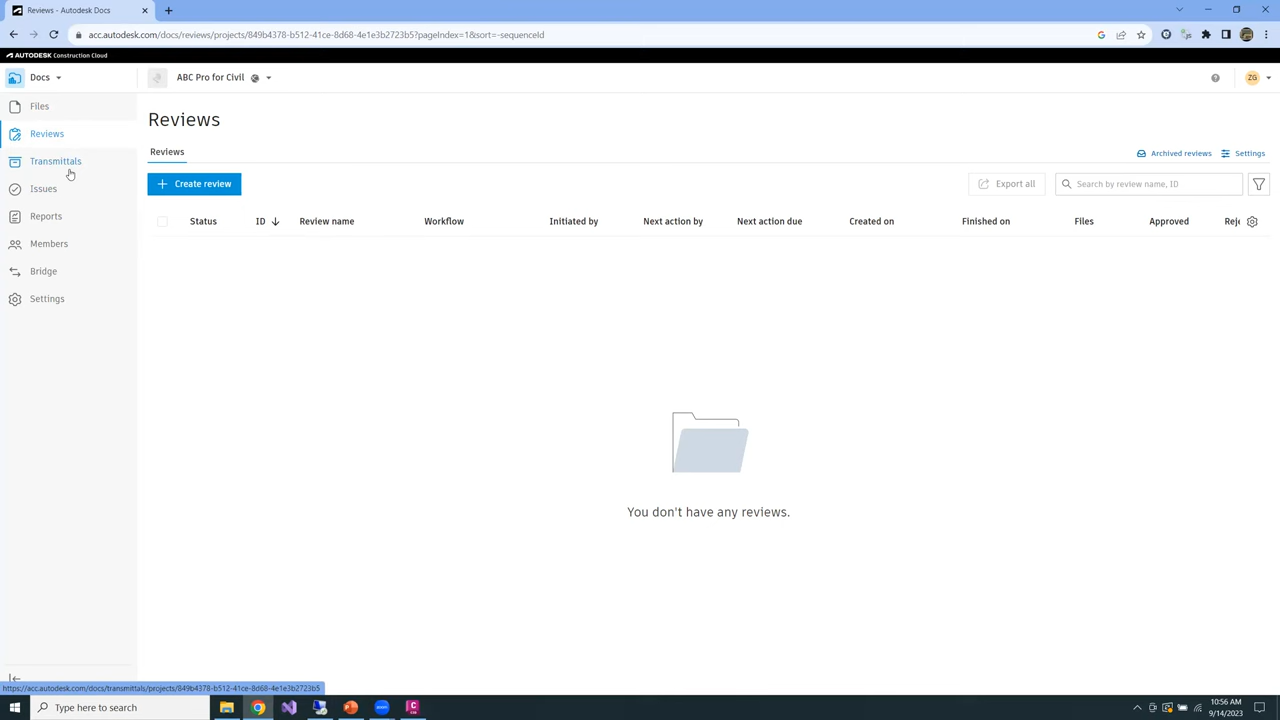 Reviews - Autodesk Docs
acc.autodesk.com/docs/reviews/projects/849b4378-b512-41ce-8d68-4e1e3b2723b5?pageIndex=1&sort=-sequenceId
AUTODESK Construction Cloud
Docs
ABC Pro for Civil
ZG
Files
Reviews
Transmittals
Issues
Reports
Members
Bridge
Settings
Reviews
Reviews
Archived reviews
Settings
Create review
Export all
Search by review name, ID
Status ID Review name Workflow Initiated by Next action by Next action due Created on Finished on Files Approved Reje
You don't have any reviews.
https://acc.autodesk.com/docs/transmittals/projects/849b4378-b512-41ce-8d68-4e1e3b2723b5
Type here to search
10:56 AM
9/14/2023